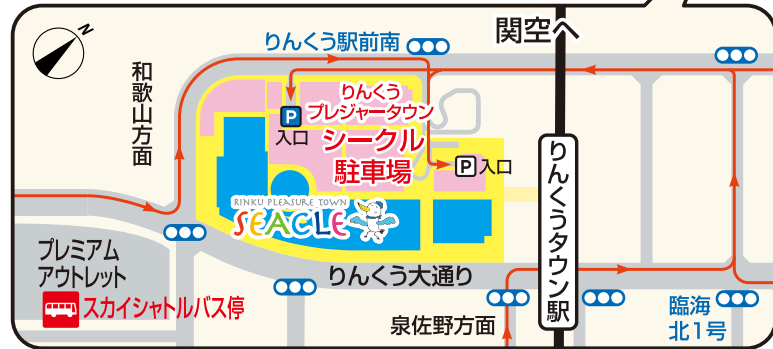 N
りんくう駅前南
関空へ
和歌山方面
りんくう
プレジャータウン
シークル
駐車場
P
入口
P
入口
RINKU PLEASURE TOWN
SEACLE
りんくうタウン駅
プレミアム
アウトレット
スカイシャトルバス停
りんくう大通り
泉佐野方面
臨海
北1号